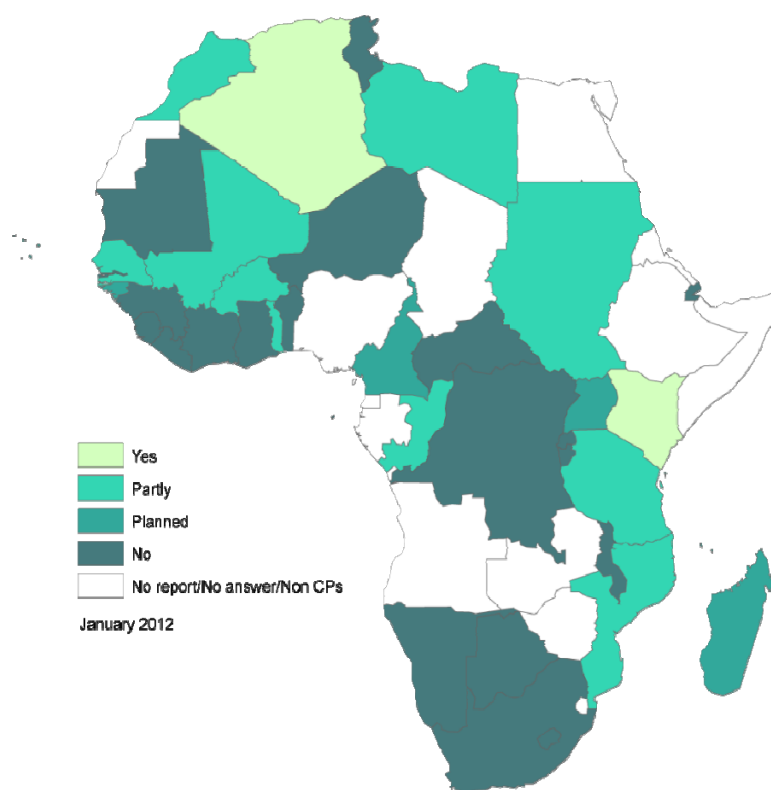 Yes
Partly
Planned
No
No report/No answer/Non CPs
January 2012